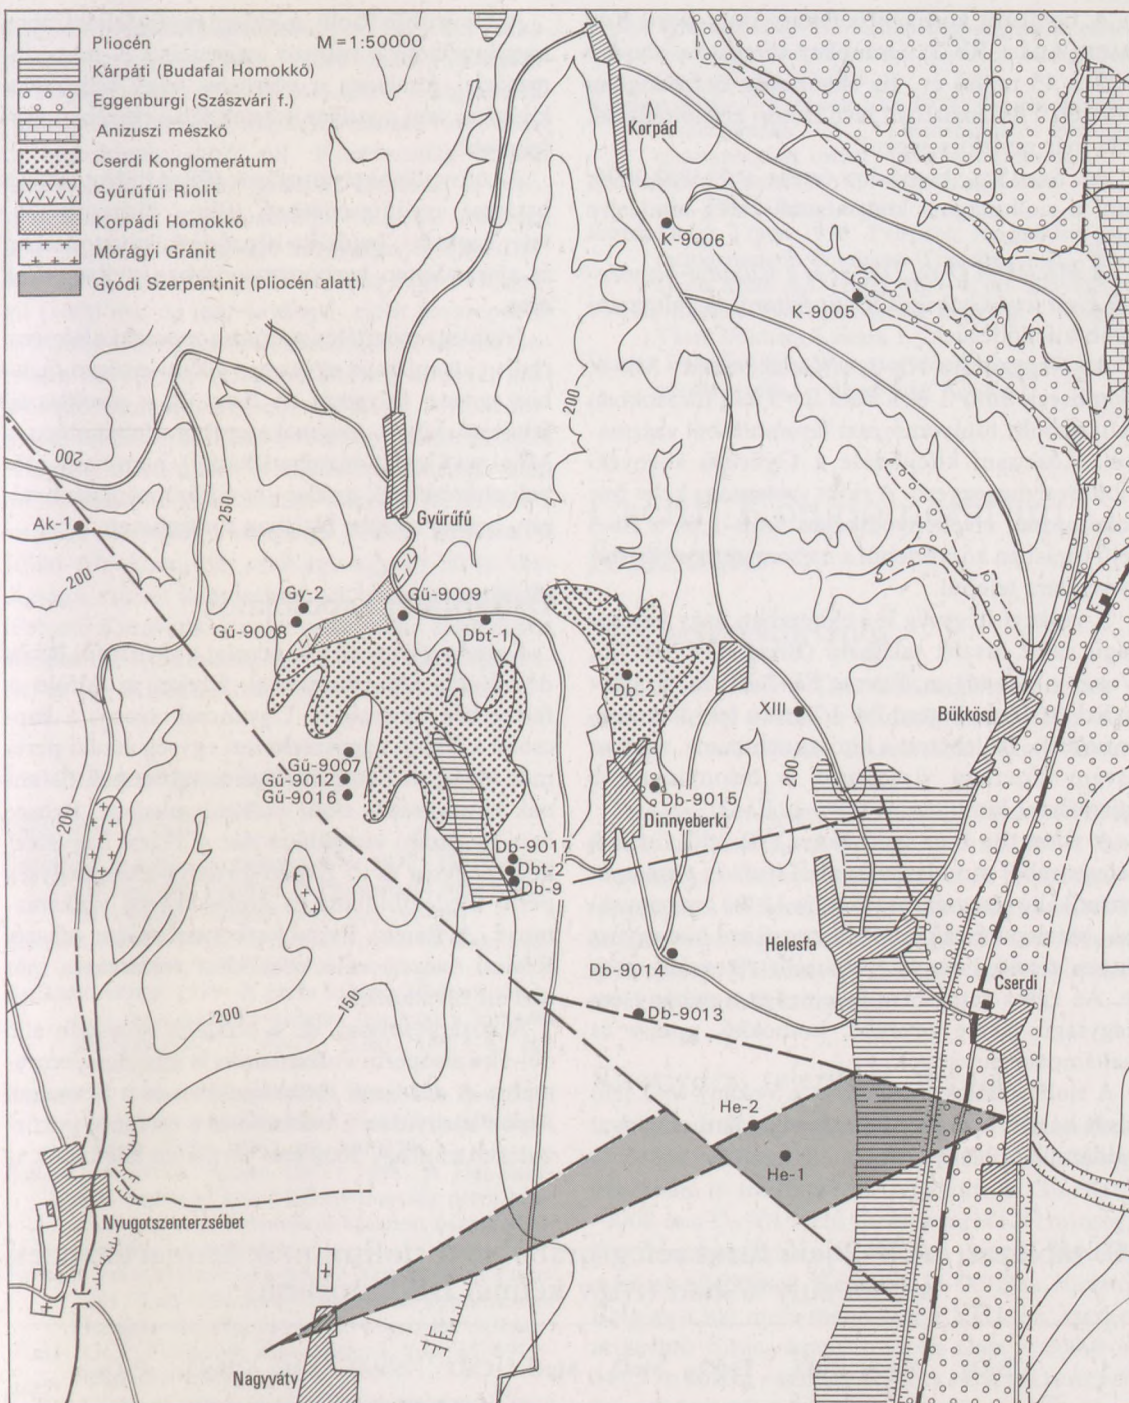 Pliocén
M=1:50000
Kárpáti (Budafai Homokkő)
Eggenburgi (Szászvári f.)
Anizuszi mészkő
Cserdi Konglomerátum
Gyűrűfűi Riolit
Korpádi Homokkő
Mórágyi Gránit
Gyódi Szerpentinit (pliocén alatt)
Korpád
K-9006
K-9005
200
200
250
Gyűrűfű
Ak-1
200
Gy-2
Gű-9009
Gű-9008
Dbt-1
Db-2
XIII
Bükkösd
200
Gű-9007
Gű-9012
Gű-9016
Db-9015
Dinnyeberki
200
Db-9017
Dbt-2
Db-9
Helesfa
Db-9014
Cserdi
200
150
Db-9013
He-2
He-1
Nyugotszenterzsébet
Nagyváty